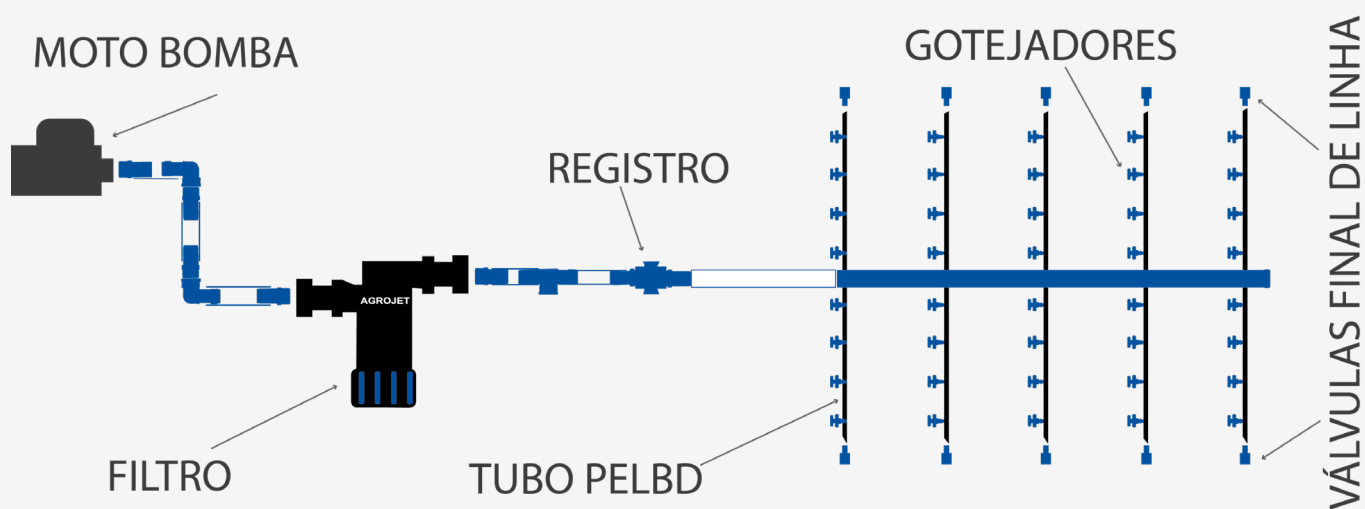 MOTO BOMBA
GOTEJADORES
REGISTRO
AGROJET
FILTRO
TUBO PELBD
VÁLVULAS FINAL DE LINHA